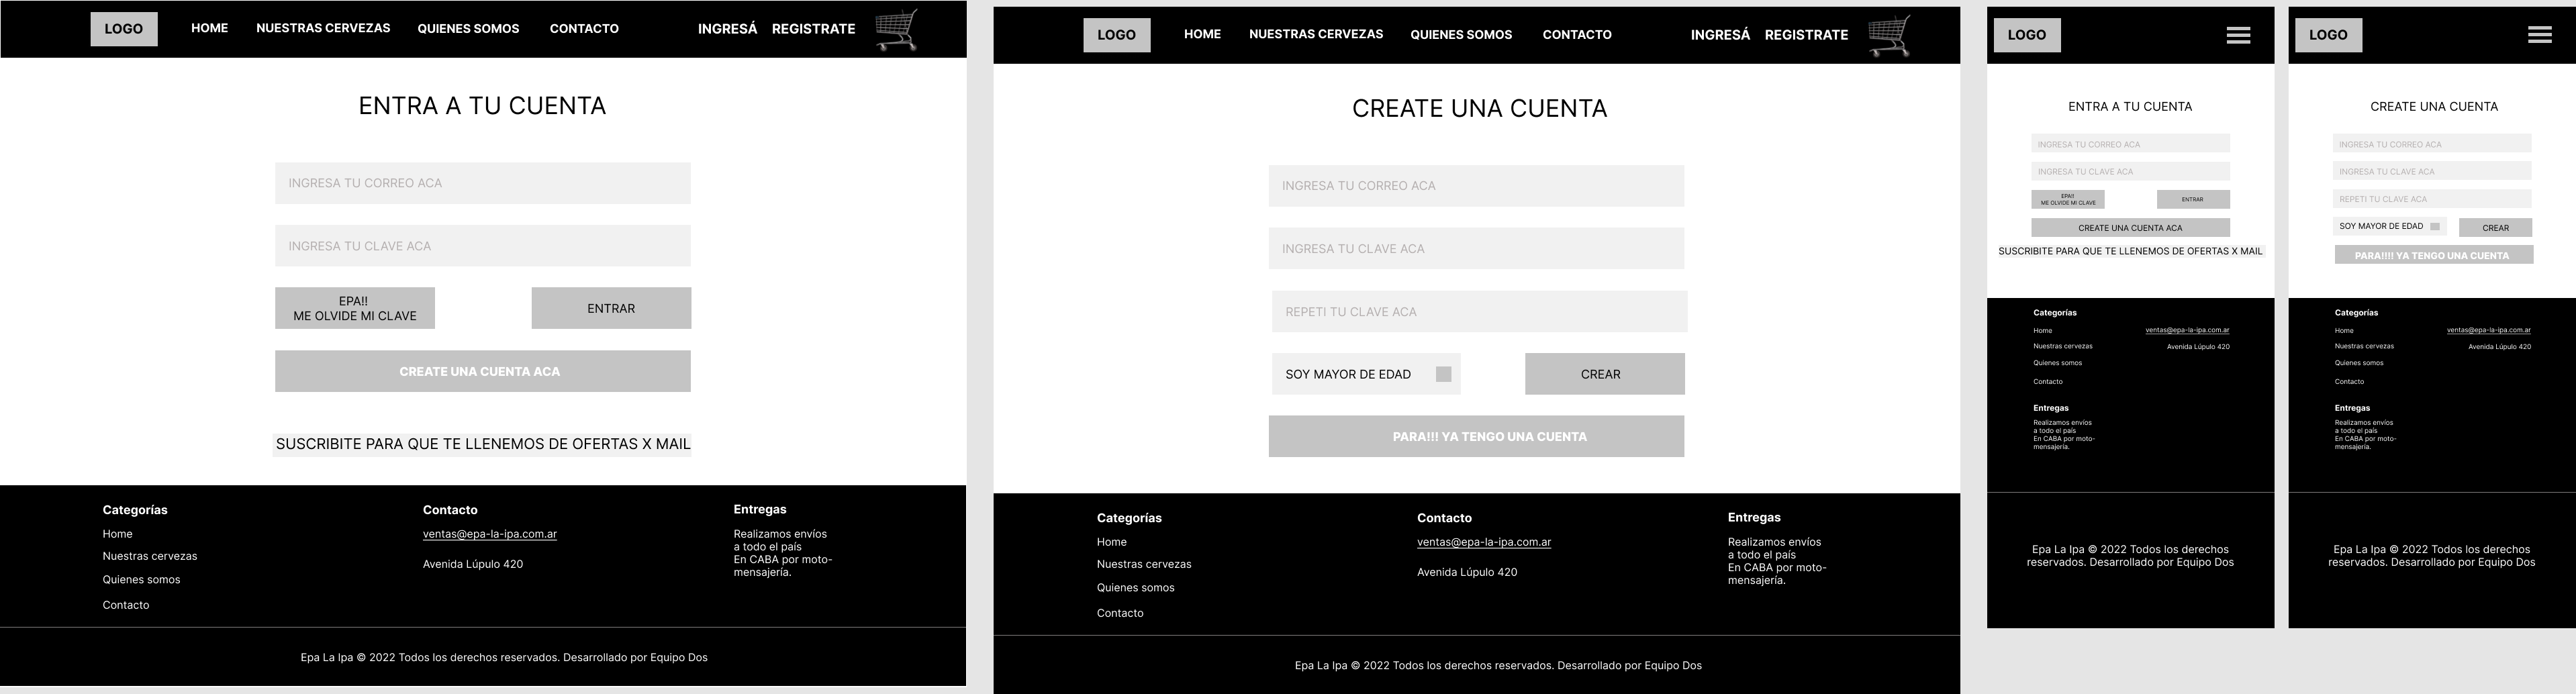 LOGO
HOME
NUESTRAS CERVEZAS
QUIENES SOMOS
CONTACTO
INGRESÁ
REGISTRATE
ENTRA A TU CUENTA
INGRESA TU CORREO ACA
INGRESA TU CLAVE ACA
EPA!!
ME OLVIDE MI CLAVE
ENTRAR
CREATE UNA CUENTA ACA
SUSCRIBITE PARA QUE TE LLENEMOS DE OFERTAS X MAIL
Categorías
Home
Nuestras cervezas
Quienes somos
Contacto
Contacto
ventas@epa-la-ipa.com.ar
Avenida Lúpulo 420
Entregas
Realizamos envíos
a todo el país
En CABA por moto-
mensajería.
Epa La Ipa © 2022 Todos los derechos reservados. Desarrollado por Equipo Dos
LOGO
HOME
NUESTRAS CERVEZAS
QUIENES SOMOS
CONTACTO
INGRESÁ
REGISTRATE
CREATE UNA CUENTA
INGRESA TU CORREO ACA
INGRESA TU CLAVE ACA
REPETI TU CLAVE ACA
SOY MAYOR DE EDAD
CREAR
PARA!!! YA TENGO UNA CUENTA
Categorías
Home
Nuestras cervezas
Quienes somos
Contacto
Contacto
ventas@epa-la-ipa.com.ar
Avenida Lúpulo 420
Entregas
Realizamos envíos
a todo el país
En CABA por moto-
mensajería.
Epa La Ipa © 2022 Todos los derechos reservados. Desarrollado por Equipo Dos
LOGO
ENTRA A TU CUENTA
INGRESA TU CORREO ACA
INGRESA TU CLAVE ACA
EPA!!
ME OLVIDE MI CLAVE
ENTRAR
CREATE UNA CUENTA ACA
SUSCRIBITE PARA QUE TE LLENEMOS DE OFERTAS X MAIL
Categorías
Home
Nuestras cervezas
Quienes somos
Contacto
ventas@epa-la-ipa.com.ar
Avenida Lúpulo 420
Entregas
Realizamos envíos
a todo el país
En CABA por moto-
mensajería.
Epa La Ipa © 2022 Todos los derechos
reservados. Desarrollado por Equipo Dos
LOGO
CREATE UNA CUENTA
INGRESA TU CORREO ACA
INGRESA TU CLAVE ACA
REPETI TU CLAVE ACA
SOY MAYOR DE EDAD
CREAR
PARA!!!! YA TENGO UNA CUENTA
Categorías
Home
Nuestras cervezas
Quienes somos
Contacto
ventas@epa-la-ipa.com.ar
Avenida Lúpulo 420
Entregas
Realizamos envíos
a todo el país
En CABA por moto-
mensajería.
Epa La Ipa © 2022 Todos los derechos
reservados. Desarrollado por Equipo Dos